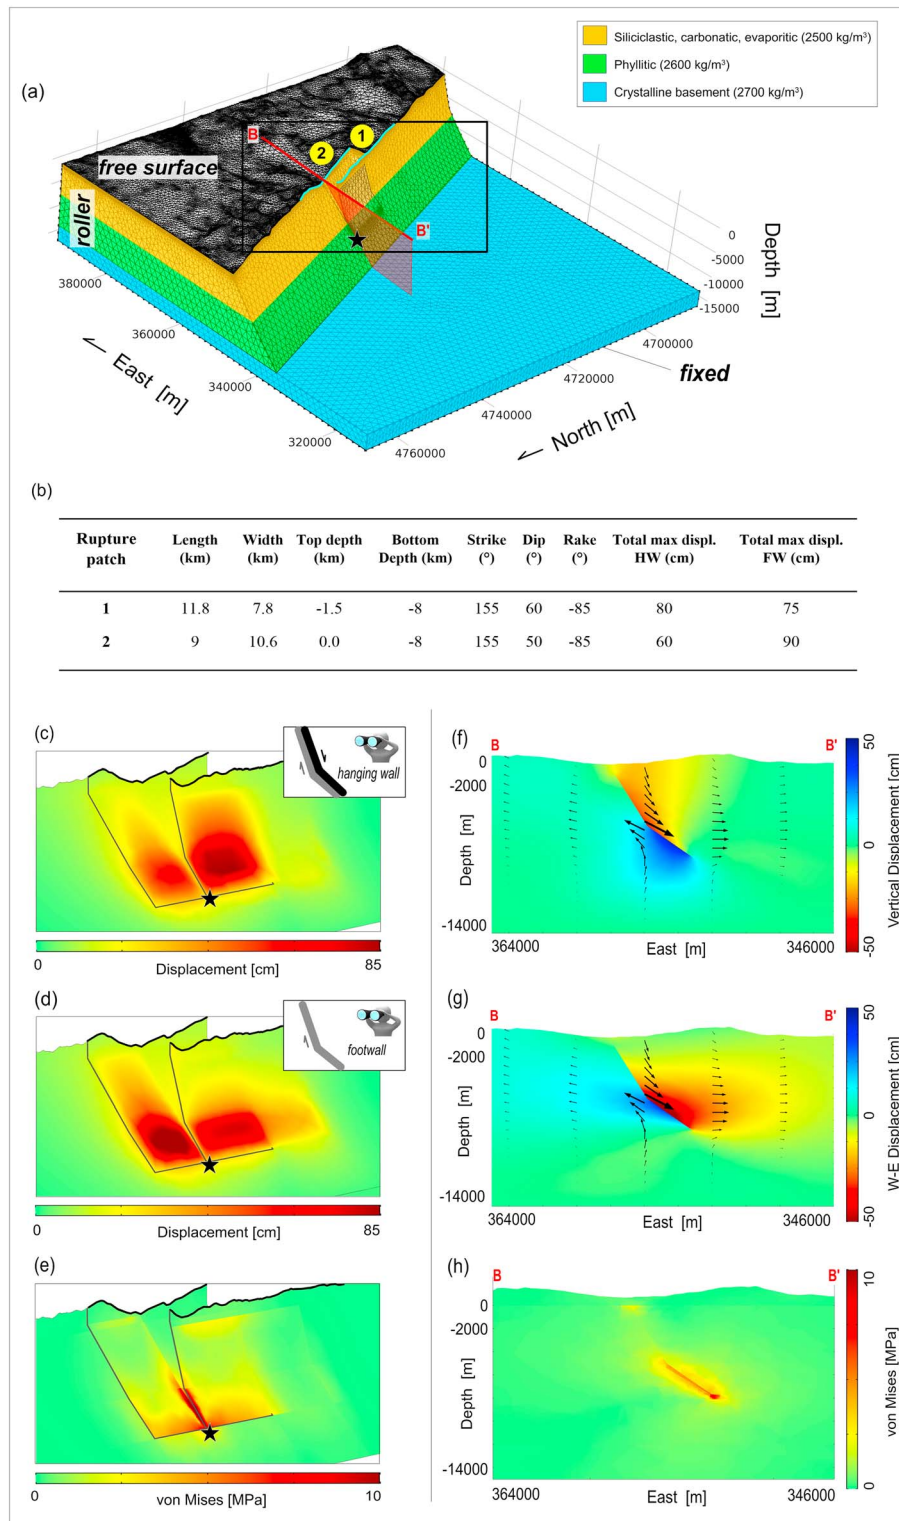 (a)
Siliciclastic, carbonatic, evaporitic (2500 kg/m³)
Phyllitic (2600 kg/m³)
Crystalline basement (2700 kg/m³)
B
1
2
free surface
roller
B'
0
-5000
-10000
-15000
Depth [m]
380000
360000
340000
320000
East [m]
4700000
4720000
4740000
4760000
North [m]
fixed
(b)
Rupture patch Length (km) Width (km) Top depth (km) Bottom Depth (km) Strike (°) Dip (°) Rake (°) Total max displ. HW (cm) Total max displ. FW (cm)
1 11.8 7.8 -1.5 -8 155 60 -85 80 75
2 9 10.6 0.0 -8 155 50 -85 60 90
(c)
hanging wall
0 85
Displacement [cm]
(d)
footwall
0 85
Displacement [cm]
(e)
0 10
von Mises [MPa]
(f)
B B'
0
-2000
Depth [m]
-14000
364000 East [m] 346000
50
0
-50
Vertical Displacement [cm]
(g)
B B'
0
-2000
Depth [m]
-14000
364000 East [m] 346000
50
0
-50
W-E Displacement [cm]
(h)
B B'
0
-2000
Depth [m]
-14000
364000 East [m] 346000
10
0
von Mises [MPa]